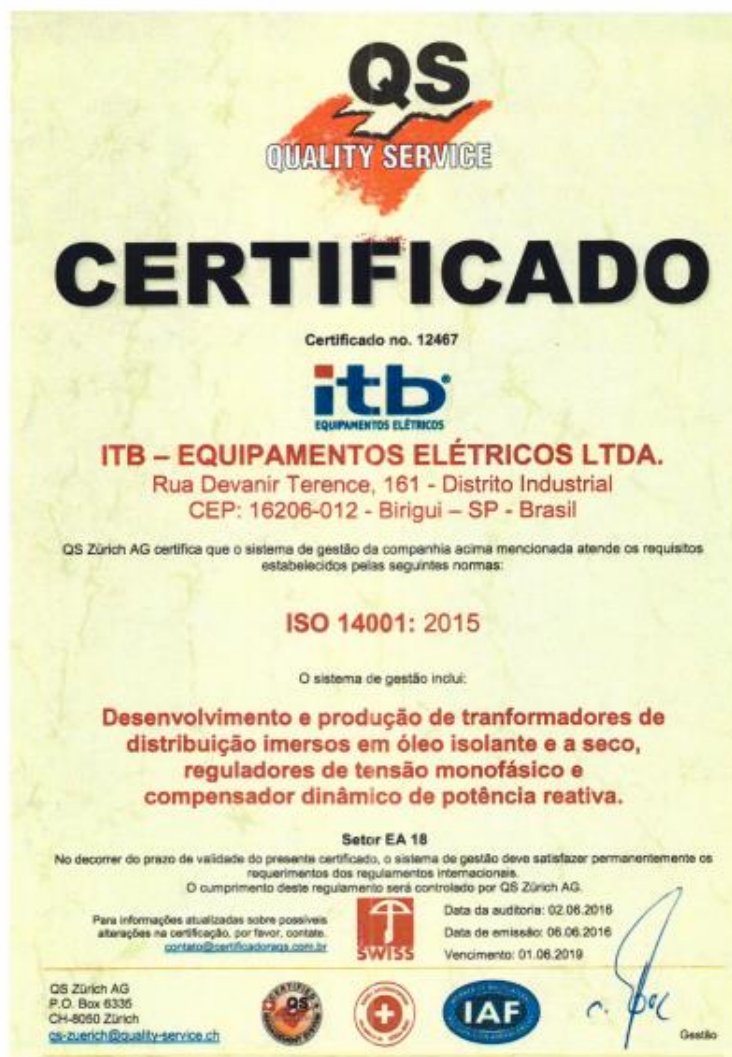 QS
QUALITY SERVICE
CERTIFICADO
Certificado no. 12467
itb
EQUIPAMENTOS ELÉTRICOS
ITB – EQUIPAMENTOS ELÉTRICOS LTDA.
Rua Devanir Terence, 161 - Distrito Industrial
CEP: 16206-012 - Birigui – SP - Brasil
QS Zürich AG certifica que o sistema de gestão da companhia acima mencionada atende os requisitos
estabelecidos pelas seguintes normas:
ISO 14001: 2015
O sistema de gestão inclui:
Desenvolvimento e produção de tranformadores de
distribuição imersos em óleo isolante e a seco,
reguladores de tensão monofásico e
compensador dinâmico de potência reativa.
Setor EA 18
No decorrer do prazo de validade do presente certificado, o sistema de gestão deve satisfazer permanentemente os
requerimentos dos regulamentos internacionais.
O cumprimento deste regulamento será controlado por QS Zürich AG.
Para informações atualizadas sobre possíveis
alterações na certificação, por favor, contate.
contato@certificadoraqs.com.br
SWISS
Data da auditoria: 02.06.2016
Data de emissão: 06.06.2016
Vencimento: 01.06.2019
QS Zürich AG
P.O. Box 6335
CH-8050 Zürich
qs-zuerich@quality-service.ch
QS
IAF
Gestão